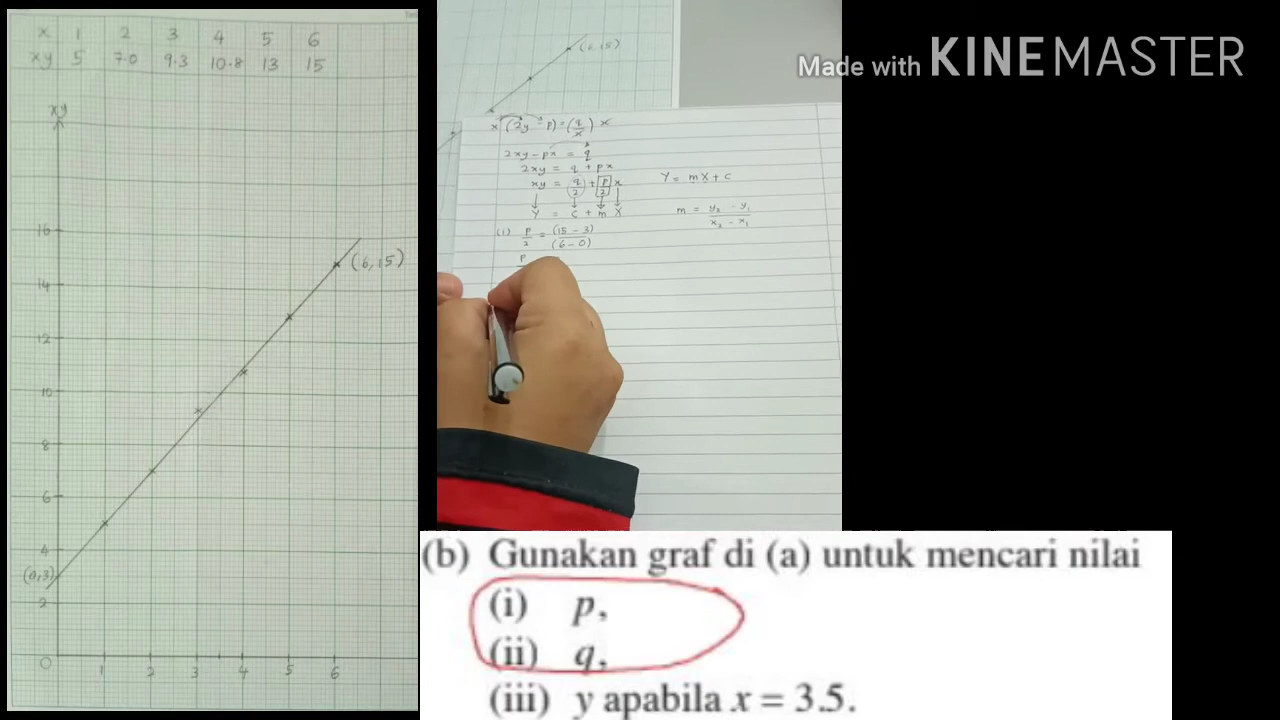 x 1 2 3 4 5 6
xy 5 7.0 9.3 10.8 13 15
xy
16
14
12
10
8
6
4
2
0 1 2 3 4 5 6
(6,15)
(0,3)
(6,15)
x (2y - p) = (q/x) x
2xy - px = q
2xy = q + px
xy = q/2 + p/2 x
Y = C + m X
Y = mX + C
m = y₂ - y₁ / x₂ - x₁
(i) p/2 = (15 - 3)/(6 - 0)
p
Made with KINEMASTER
(b) Gunakan graf di (a) untuk mencari nilai
(i) p,
(ii) q,
(iii) y apabila x = 3.5.